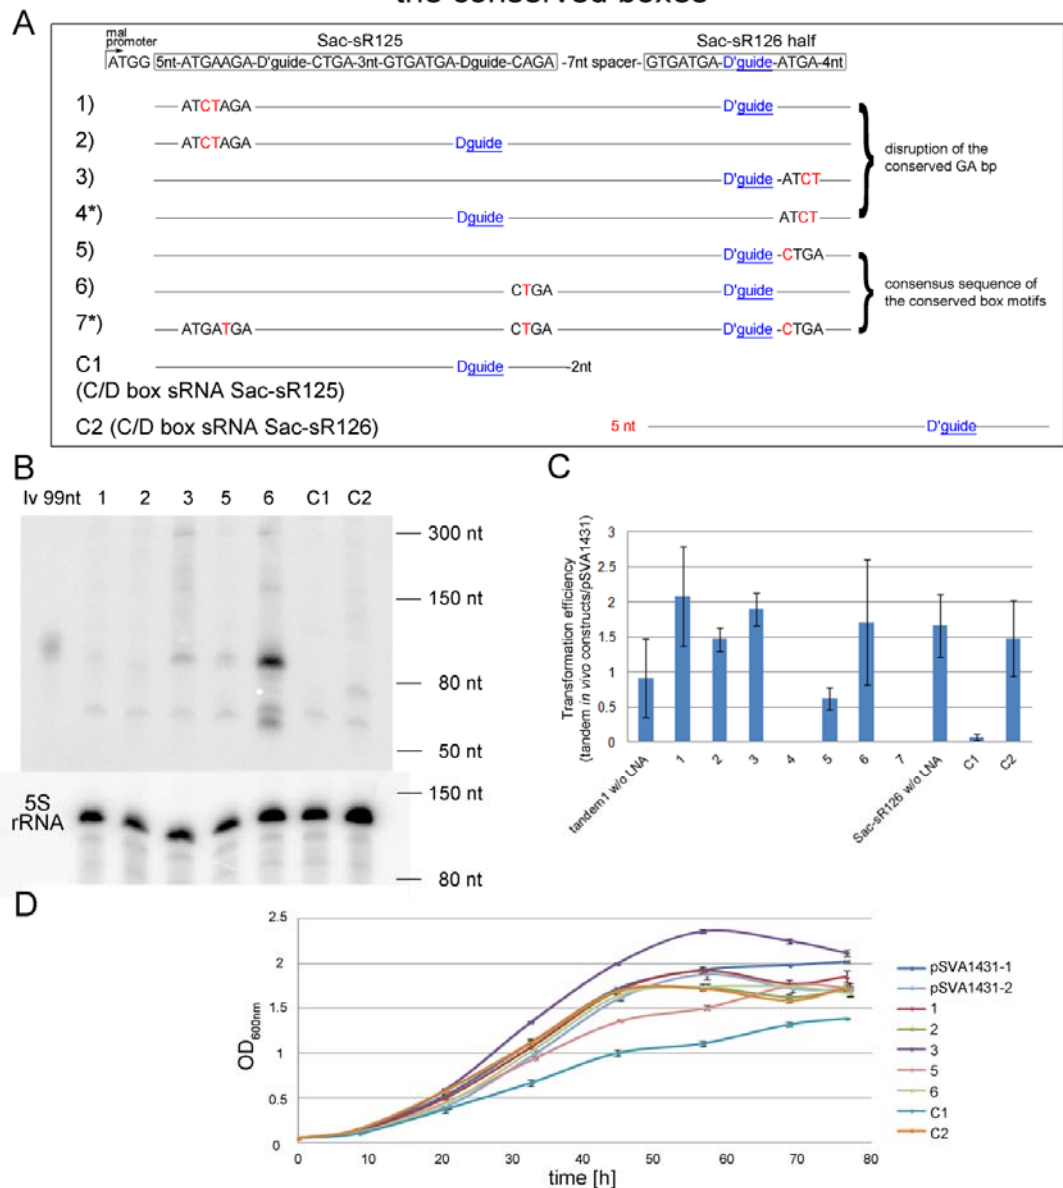 the conserved boxes
A
mal promoter
Sac-sR125
Sac-sR126 half
ATGG 5nt-ATGAAGA-D'guide-CTGA-3nt-GTGATGA-Dguide-CAGA -7nt spacer- GTGATGA-D'guide-ATGA-4nt
1) ATCTAGA D'guide
2) ATCTAGA Dguide
3) D'guide -ATCT
4*) Dguide ATCT
disruption of the conserved GA bp
5) D'guide -CTGA
6) CTGA D'guide
7*) ATGATGA CTGA D'guide -CTGA
consensus sequence of the conserved box motifs
C1 Dguide -2nt
(C/D box sRNA Sac-sR125)
C2 (C/D box sRNA Sac-sR126) 5 nt D'guide
B
Iv 99nt 1 2 3 5 6 C1 C2
300 nt
150 nt
80 nt
50 nt
5S rRNA
150 nt
80 nt
C
Transformation efficiency
(tandem in vivo constructs/pSVA1431)
3
2.5
2
1.5
1
0.5
0
tandem1 w/o LNA 1 2 3 4 5 6 7 Sac-sR126 w/o LNA C1 C2
D
OD600nm
2.5
2
1.5
1
0.5
0
0 10 20 30 40 50 60 70 80
time [h]
pSVA1431-1
pSVA1431-2
1
2
3
5
6
C1
C2